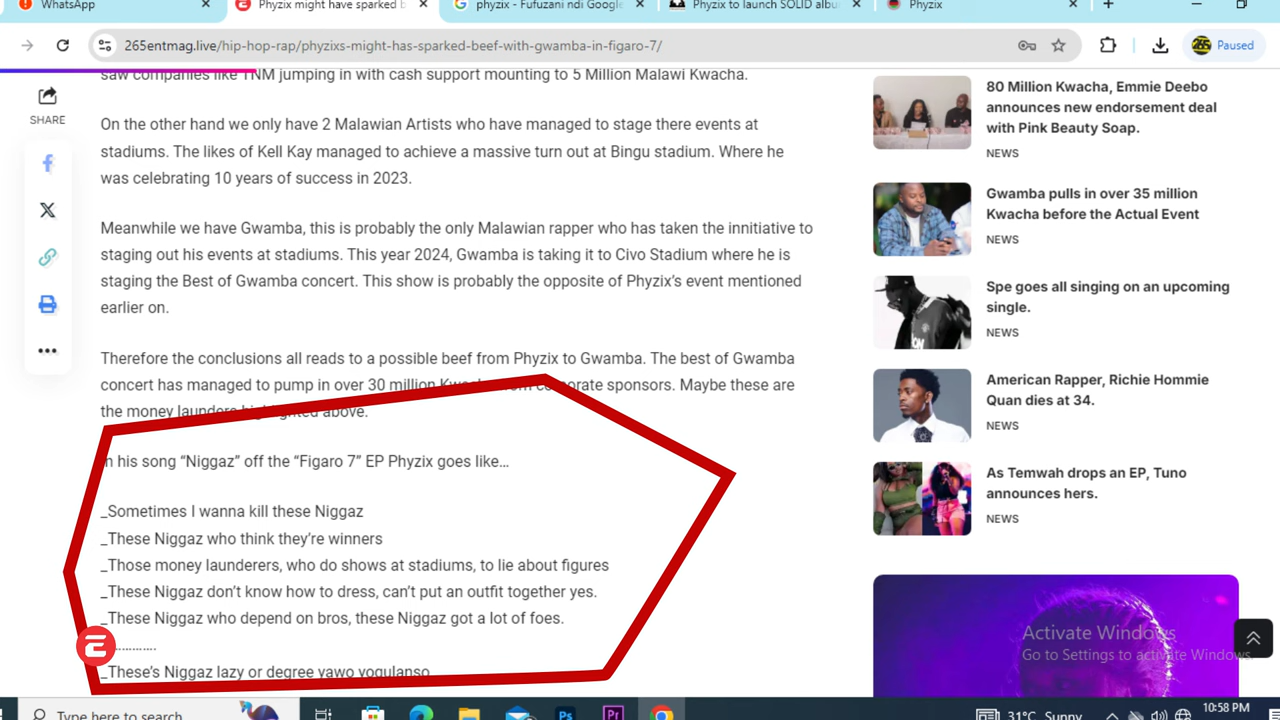 WhatsApp
Phyzix might have sparked b
phyzix - Fufuzani ndi Google
Phyzix to launch SOLID albu
Phyzix
265entmag.live/hip-hop-rap/phyzixs-might-has-sparked-beef-with-gwamba-in-figaro-7/
Paused
saw companies like TNM jumping in with cash support mounting to 5 Million Malawi Kwacha.
SHARE
On the other hand we only have 2 Malawian Artists who have managed to stage there events at
stadiums. The likes of Kell Kay managed to achieve a massive turn out at Bingu stadium. Where he
was celebrating 10 years of success in 2023.
Meanwhile we have Gwamba, this is probably the only Malawian rapper who has taken the innitiative to
staging out his events at stadiums. This year 2024, Gwamba is taking it to Civo Stadium where he is
staging the Best of Gwamba concert. This show is probably the opposite of Phyzix's event mentioned
earlier on.
Therefore the conclusions all reads to a possible beef from Phyzix to Gwamba. The best of Gwamba
concert has managed to pump in over 30 million Kwacha from corporate sponsors. Maybe these are
the money launders highlighted above.
In his song “Niggaz” off the “Figaro 7” EP Phyzix goes like…
_Sometimes I wanna kill these Niggaz
_These Niggaz who think they’re winners
_Those money launderers, who do shows at stadiums, to lie about figures
_These Niggaz don’t know how to dress, can’t put an outfit together yes.
_These Niggaz who depend on bros, these Niggaz got a lot of foes.
………….
_These’s Niggaz lazy or degree yawo yogulanso
80 Million Kwacha, Emmie Deebo
announces new endorsement deal
with Pink Beauty Soap.
NEWS
Gwamba pulls in over 35 million
Kwacha before the Actual Event
NEWS
Spe goes all singing on an upcoming
single.
NEWS
American Rapper, Richie Hommie
Quan dies at 34.
NEWS
As Temwah drops an EP, Tuno
announces hers.
NEWS
Activate Windows
Go to Settings to activate Windows.
Type here to search
31°C Sunny
10:58 PM